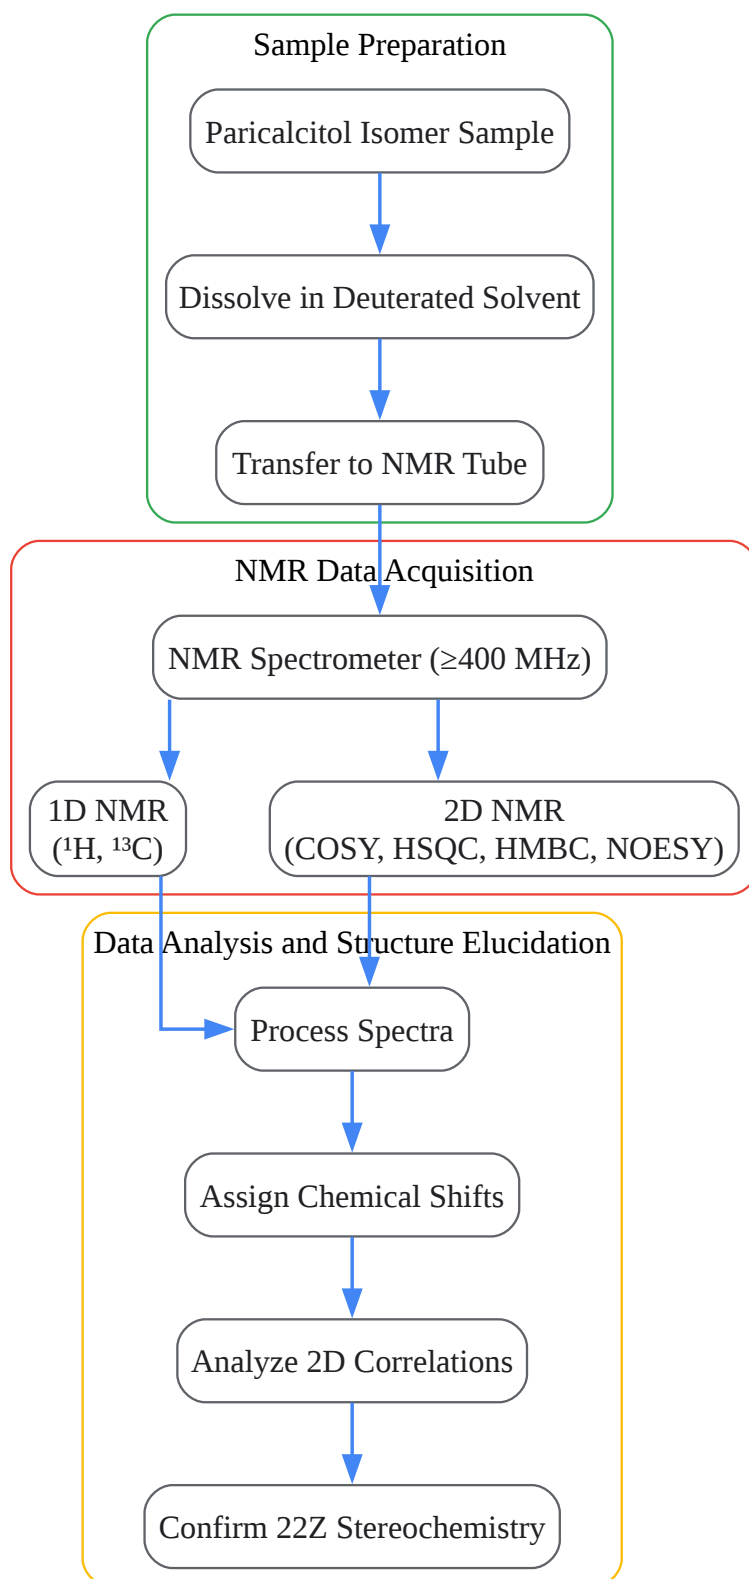 Sample Preparation
Paricalcitol Isomer Sample
Dissolve in Deuterated Solvent
Transfer to NMR Tube
NMR Data Acquisition
NMR Spectrometer (≥400 MHz)
1D NMR
(¹H, ¹³C)
2D NMR
(COSY, HSQC, HMBC, NOESY)
Data Analysis and Structure Elucidation
Process Spectra
Assign Chemical Shifts
Analyze 2D Correlations
Confirm 22Z Stereochemistry